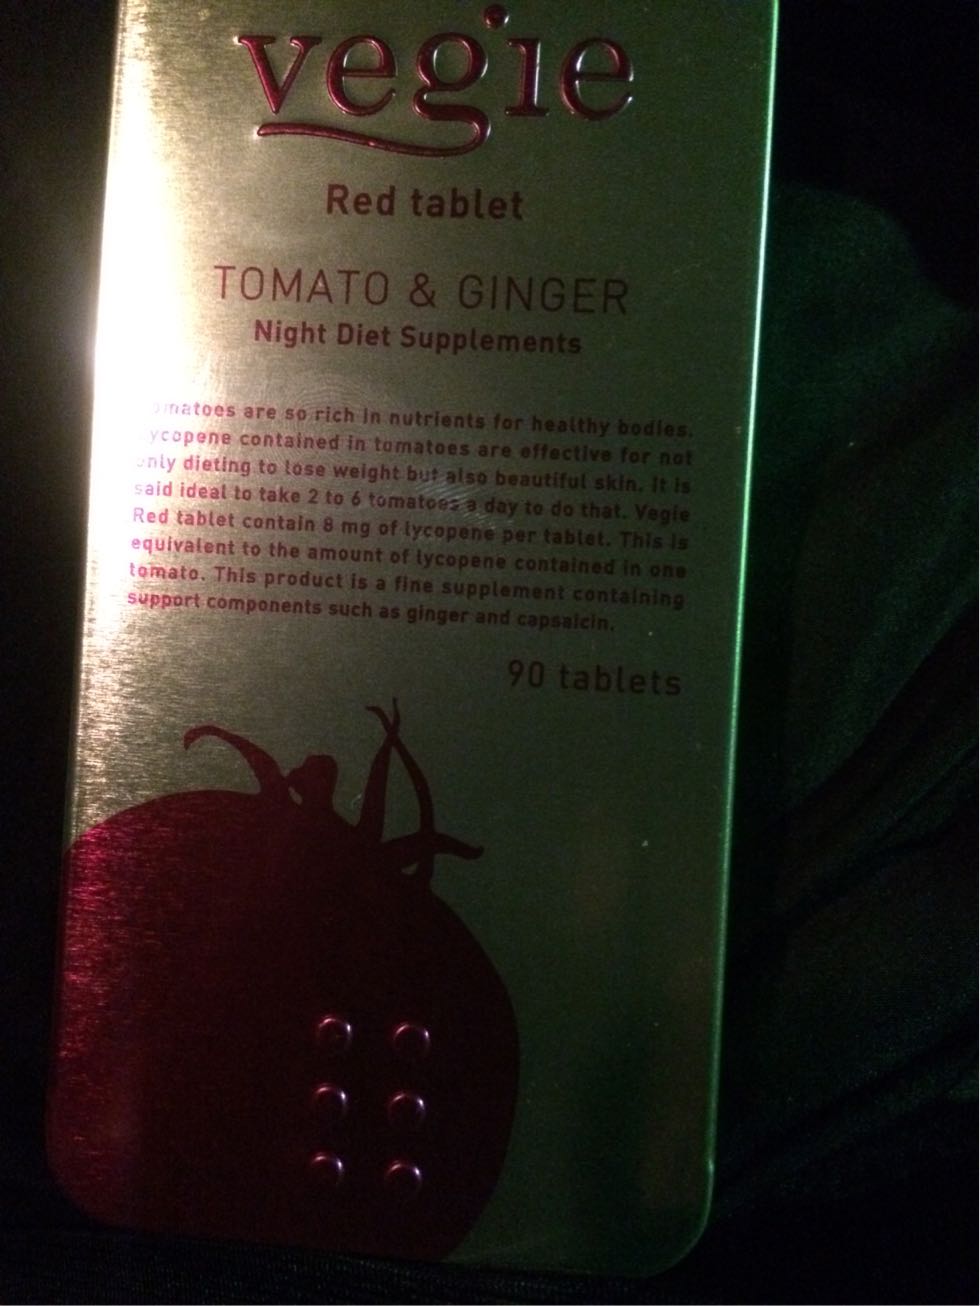 vegie
Red tablet
TOMATO & GINGER
Night Diet Supplements
Tomatoes are so rich in nutrients for healthy bodies.
Lycopene contained in tomatoes are effective for not
only dieting to lose weight but also beautiful skin. It is
said ideal to take 2 to 6 tomatoes a day to do that. Vegie
Red tablet contain 8 mg of lycopene per tablet. This is
equivalent to the amount of lycopene contained in one
tomato. This product is a fine supplement containing
support components such as ginger and capsaicin.
90 tablets